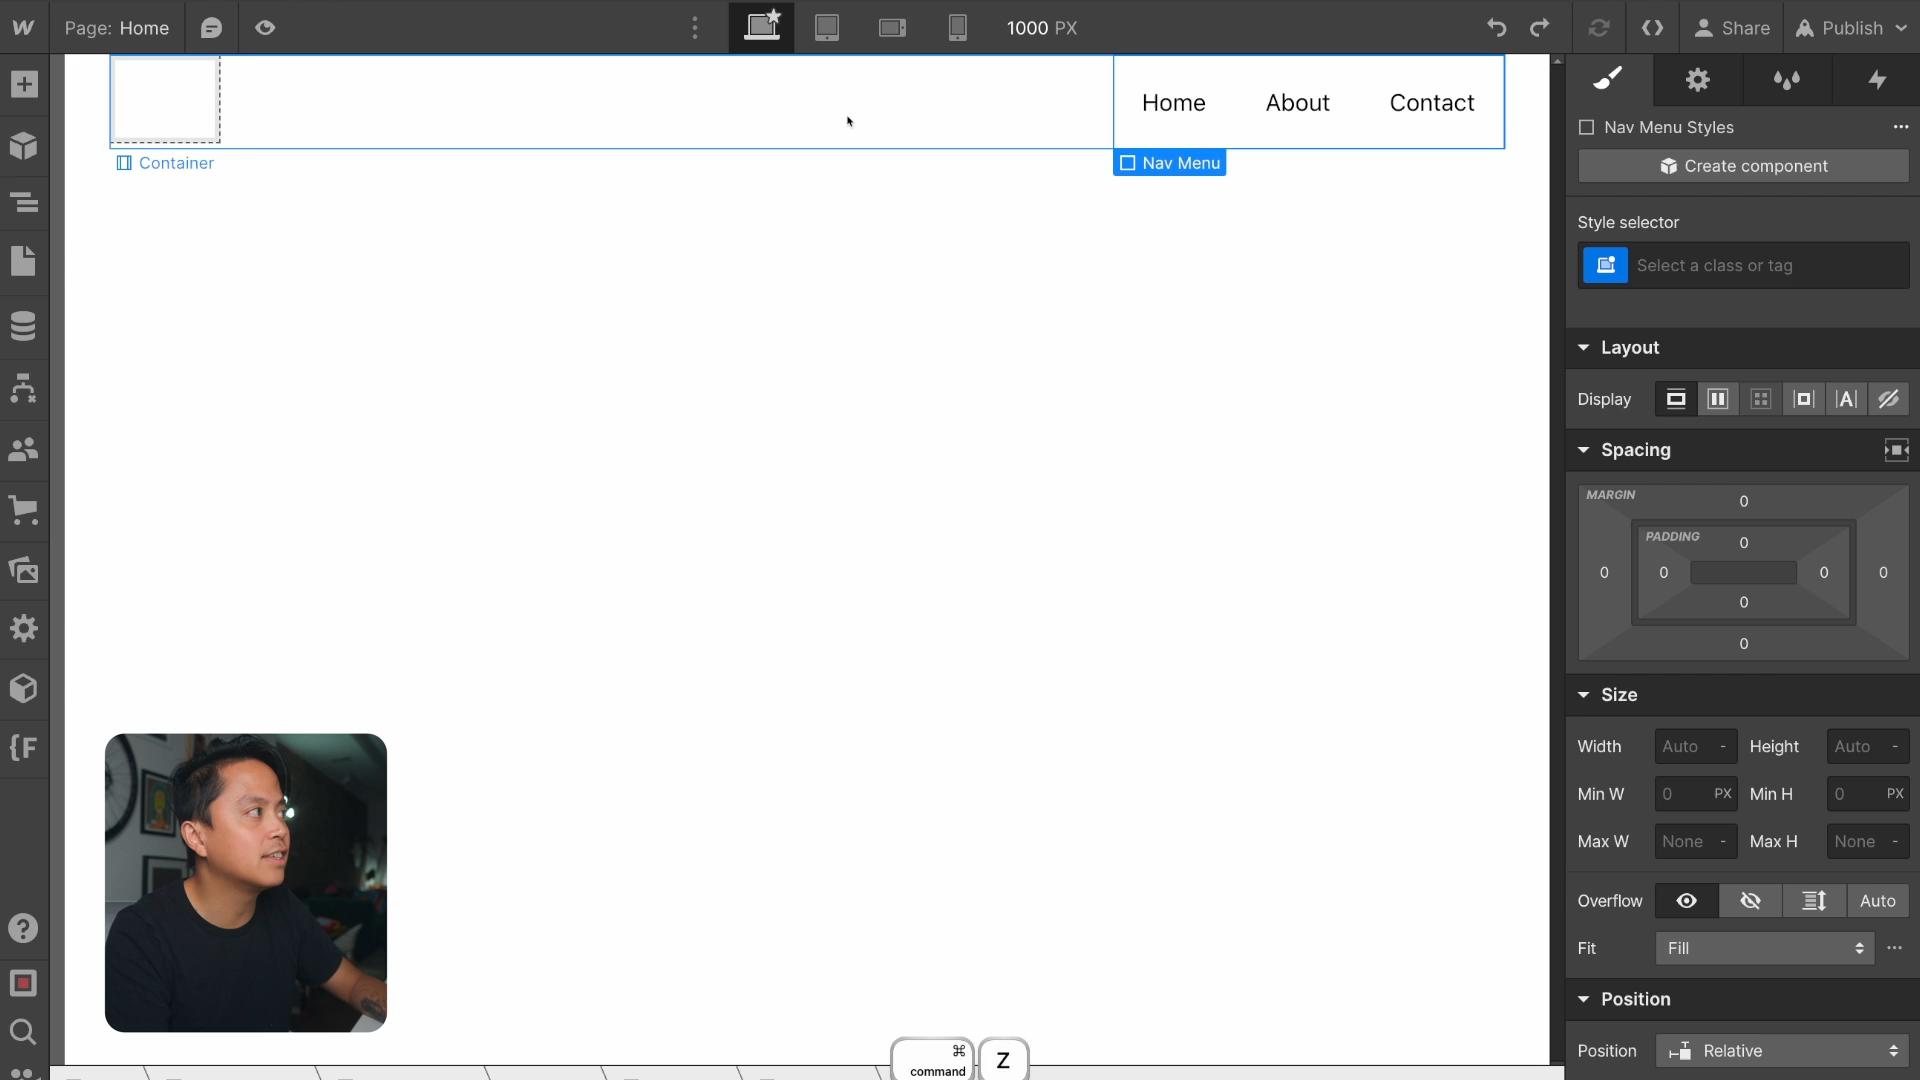 Page: Home
1000 PX
Share
Publish
Home About Contact
Container
Nav Menu
Nav Menu Styles
Create component
Style selector
Select a class or tag
Layout
Display
Spacing
MARGIN
0
PADDING
0
0 0 0 0
0
0
Size
Width Auto - Height Auto -
Min W 0 PX Min H 0 PX
Max W None - Max H None -
Overflow Auto
Fit Fill
Position
Position Relative
⌘
command
Z